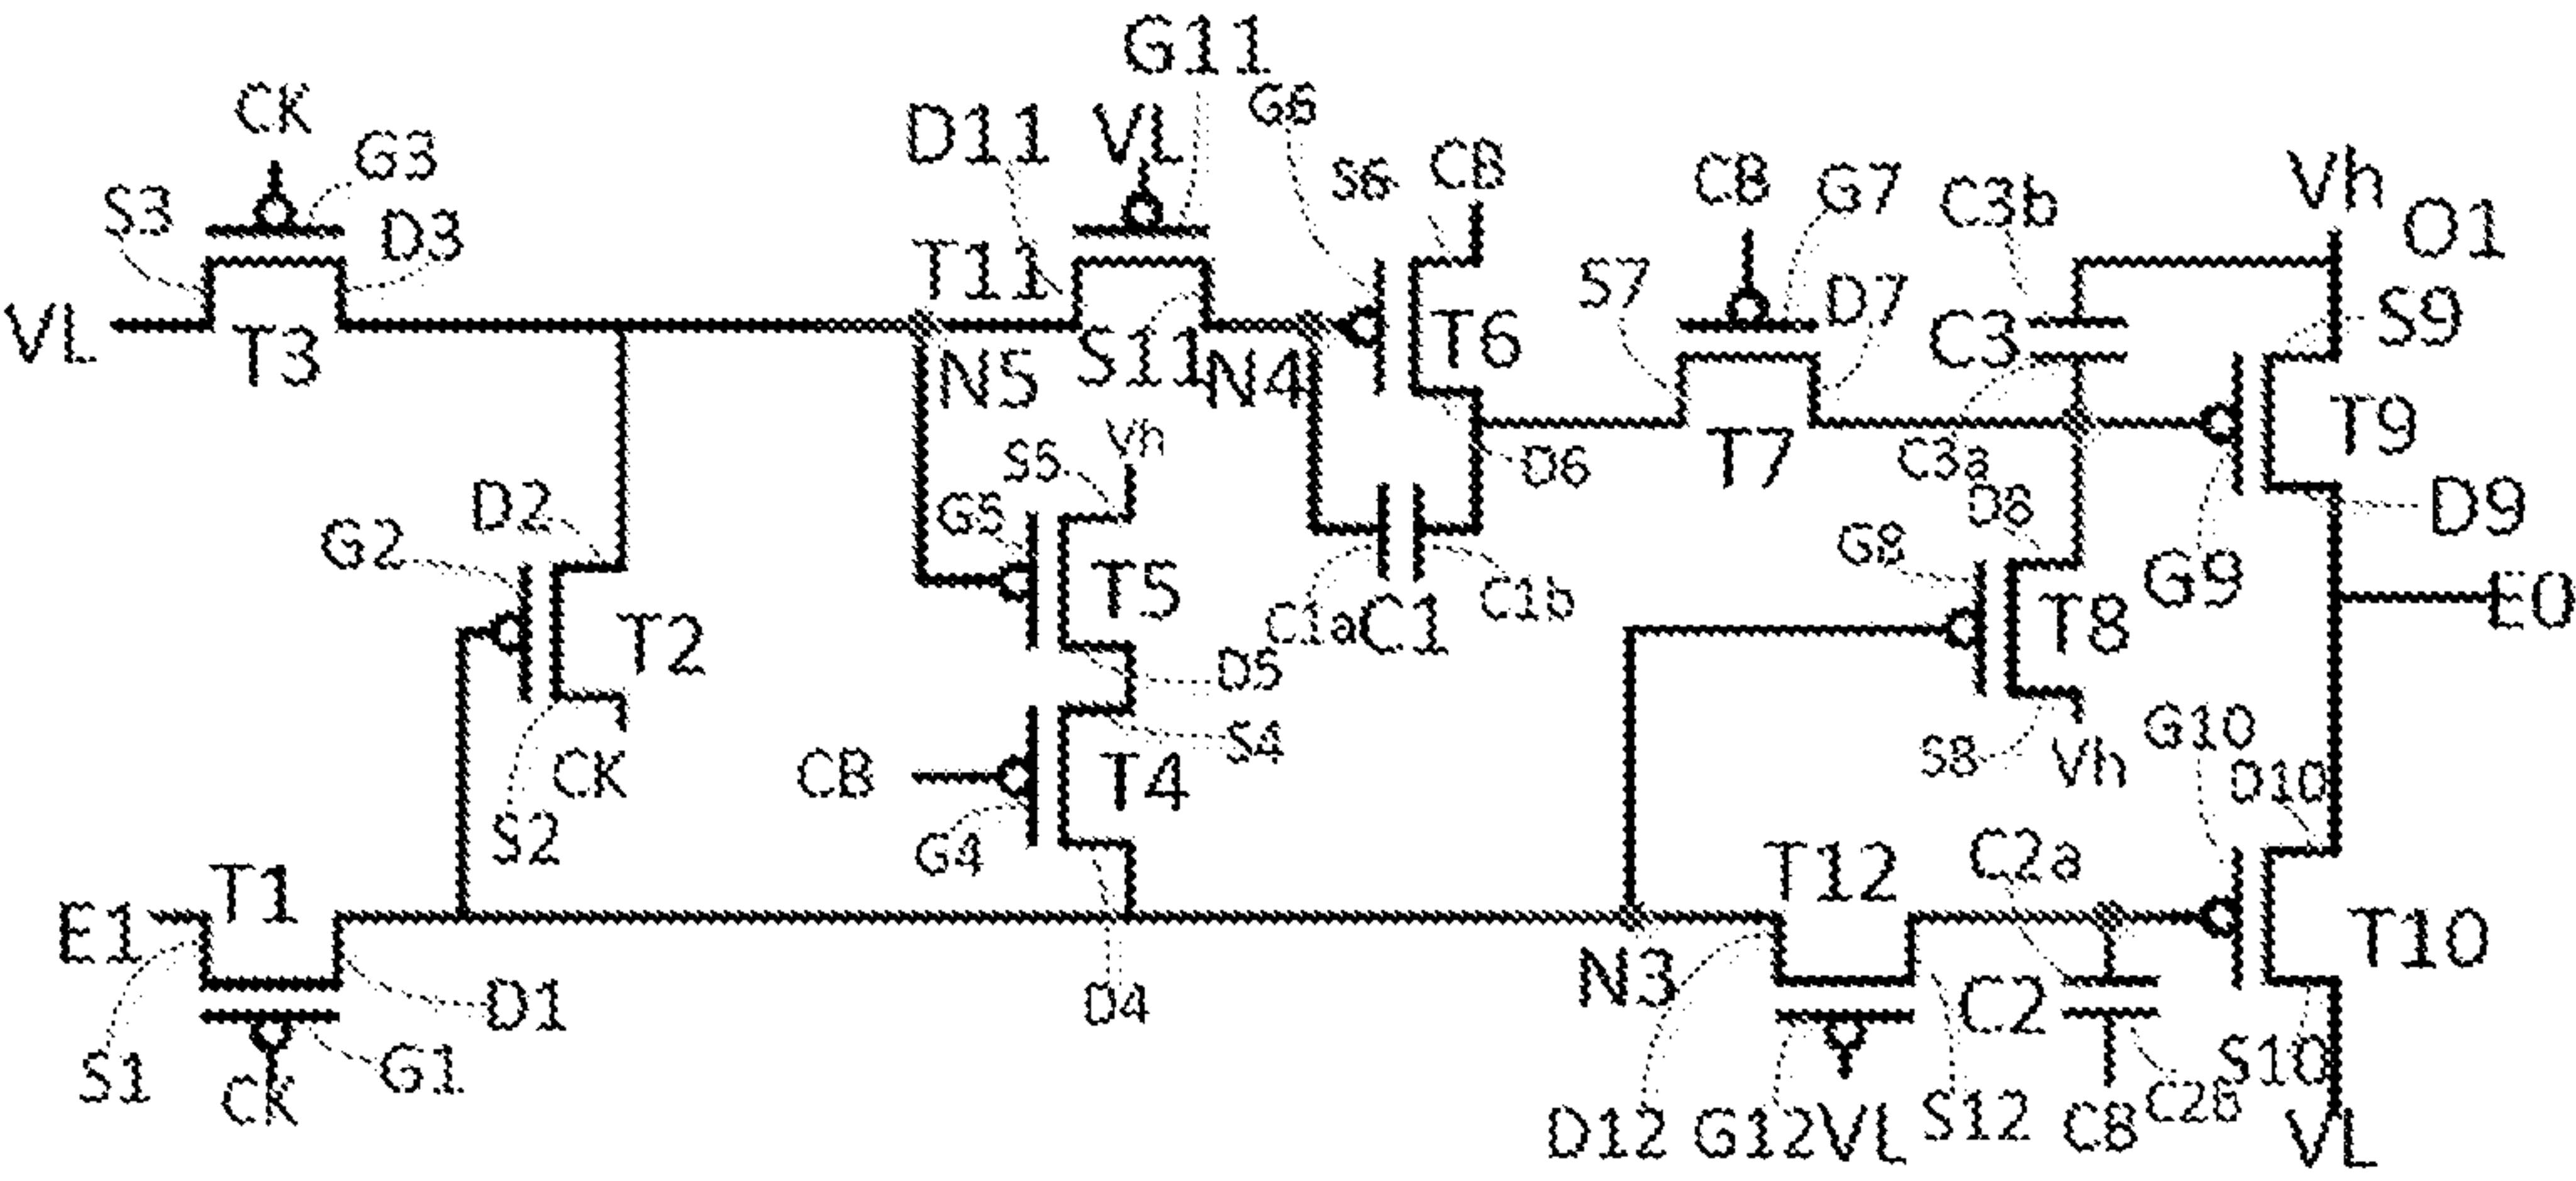 G11
CK
G3
D11
VL
G6
S6
CB
CB
G7
C3b
Vh
O1
S3
D3
T11
S7
D7
S9
VL
T3
N5
S11
N4
T6
C3
T9
Vh
S5
D6
T7
C3a
D8
D9
G2
D2
G5
T5
C1a
C1
C1b
G8
G9
E0
T2
D5
T8
CK
S2
CB
S4
T4
G4
S8
Vh
G10
D10
T1
E1
T12
C2a
T10
D1
D4
N3
C2
S10
S1
G1
CK
D12
G12
VL
S12
CB
C2b
VL